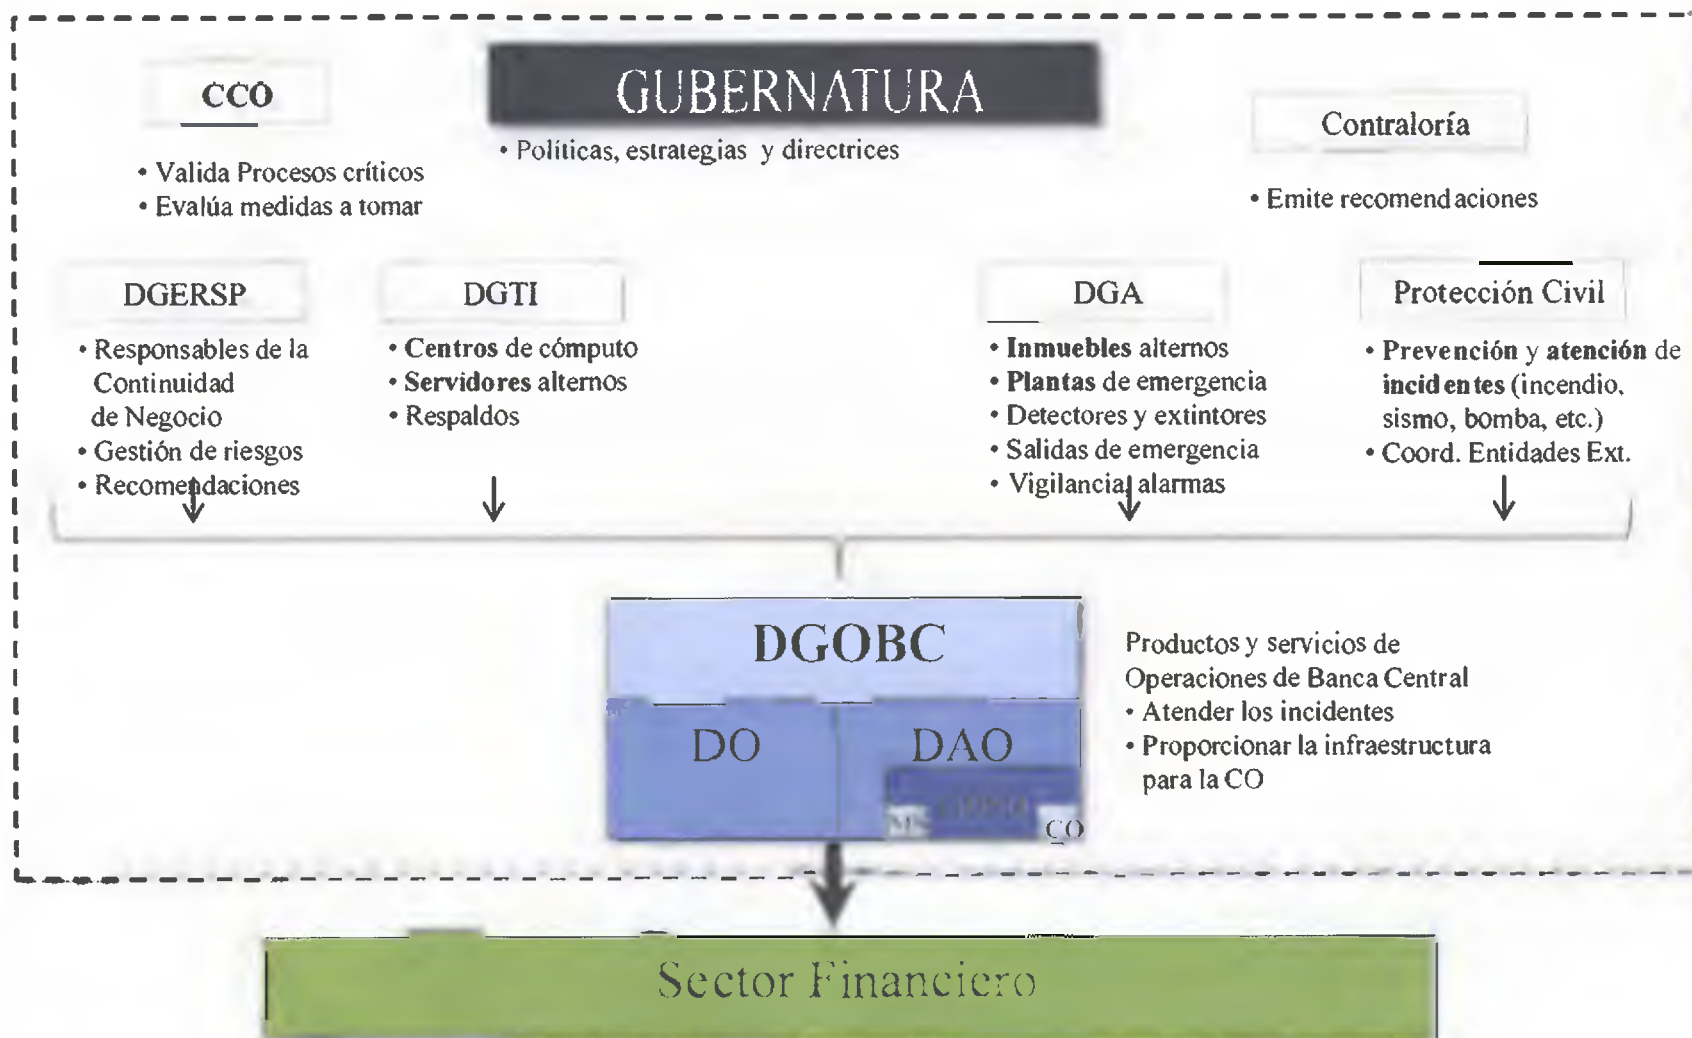 GUBERNATURA
• Políticas, estrategias y directrices
CCO
• Valida Procesos críticos
• Evalúa medidas a tomar
Contraloría
• Emite recomendaciones
DGERSP
• Responsables de la
Continuidad
de Negocio
• Gestión de riesgos
• Recomendaciones
DGTI
• Centros de cómputo
• Servidores alternos
• Respaldos
DGA
• Inmuebles alternos
• Plantas de emergencia
• Detectores y extintores
• Salidas de emergencia
• Vigilancia alarmas
Protección Civil
• Prevención y atención de
incidentes (incendio,
sismo, bomba, etc.)
• Coord. Entidades Ext.
DGOBC
DO
DAO
CO
Productos y servicios de
Operaciones de Banca Central
• Atender los incidentes
• Proporcionar la infraestructura
para la CO
Sector Financiero